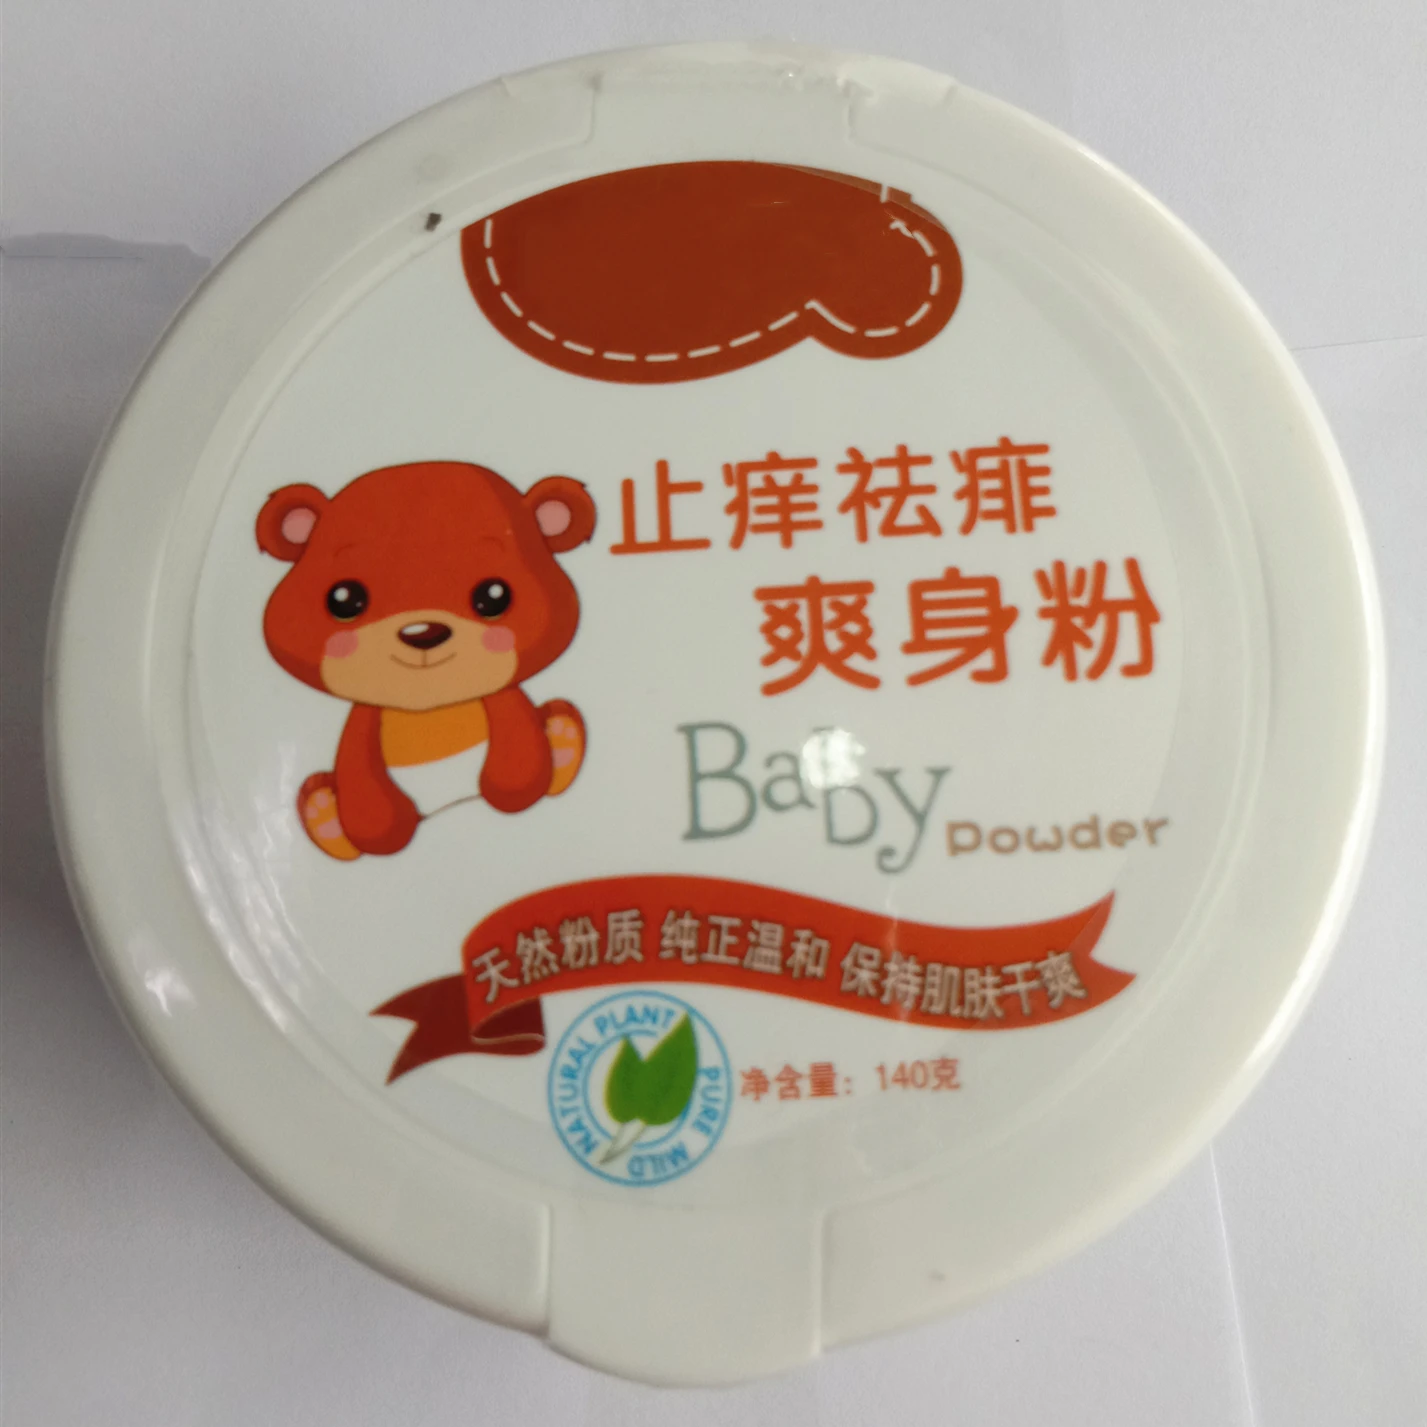 止痒祛痱
爽身粉
Baby
Powder
天然粉质 纯正温和 保持肌肤干爽
NATURAL PLANT PURE MILD
净含量：140克